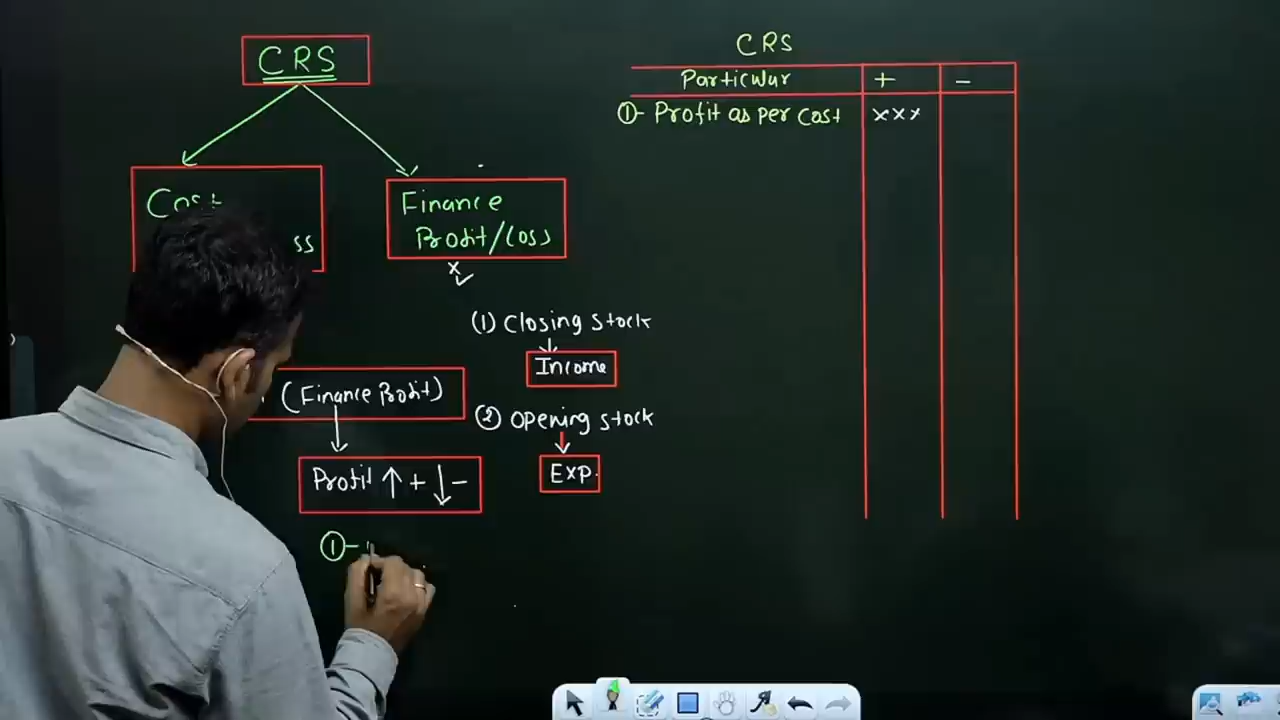 CRS
Cost
ss
Finance
Profit/Loss
x
(1) Closing stock
Income
(Finance Profit)
② Opening stock
Exp.
Profit ↑ + ↓ -
①-
CRS
Particular + -
①- Profit as per cost xxx